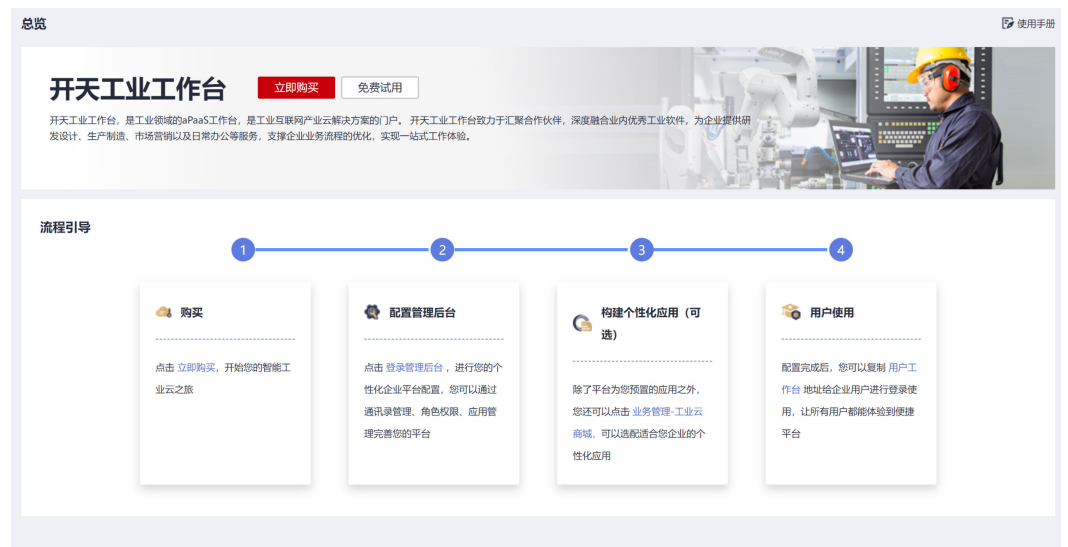 总览
使用手册
开天工业工作台
立即购买
免费试用
开天工业工作台，是工业领域的aPaaS工作台，是工业互联网产业云解决方案的门户。 开天工业工作台致力于汇聚合作伙伴，深度融合业内优秀工业软件，为企业提供研
发设计、生产制造、市场营销以及日常办公等服务，支撑企业业务流程的优化，实现一站式工作体验。
流程引导
1
2
3
4
购买
点击 立即购买，开始您的智能工
业云之旅
配置管理后台
点击 登录管理后台 ，进行您的个
性化企业平台配置，您可以通过
通讯录管理、角色权限、应用管
理完善您的平台
构建个性化应用（可
选）
除了平台为您预置的应用之外，
您还可以点击 业务管理-工业云
商城，可以选配适合您企业的个
性化应用
用户使用
配置完成后，您可以复制 用户工
作台 地址给企业用户进行登录使
用，让所有用户都能体验到便捷
平台